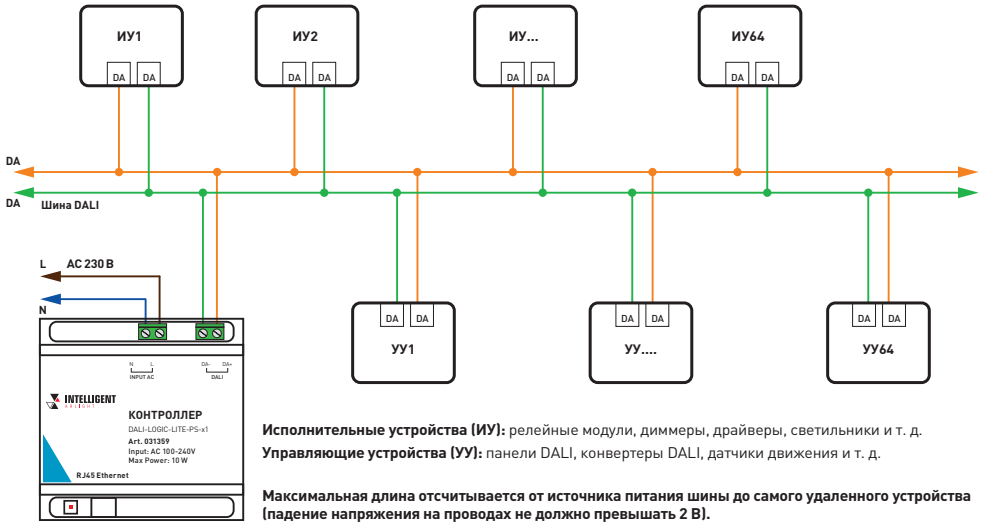 ИУ1
ИУ2
ИУ...
ИУ64
DA DA
DA DA
DA DA
DA DA
DA
DA
Шина DALI
L
AC 230 В
N
DA DA
DA DA
DA DA
УУ1
УУ....
УУ64
N L
INPUT AC
DA- DA+
DALI
INTELLIGENT
ARLIGHT
КОНТРОЛЛЕР
DALI-LOGIC-LITE-PS-x1
Art. 031359
Input: AC 100-240V
Max Power: 10 W
RJ45 Ethernet
Исполнительные устройства (ИУ): релейные модули, диммеры, драйверы, светильники и т. д.
Управляющие устройства (УУ): панели DALI, конвертеры DALI, датчики движения и т. д.
Максимальная длина отсчитывается от источника питания шины до самого удаленного устройства
(падение напряжения на проводах не должно превышать 2 В).